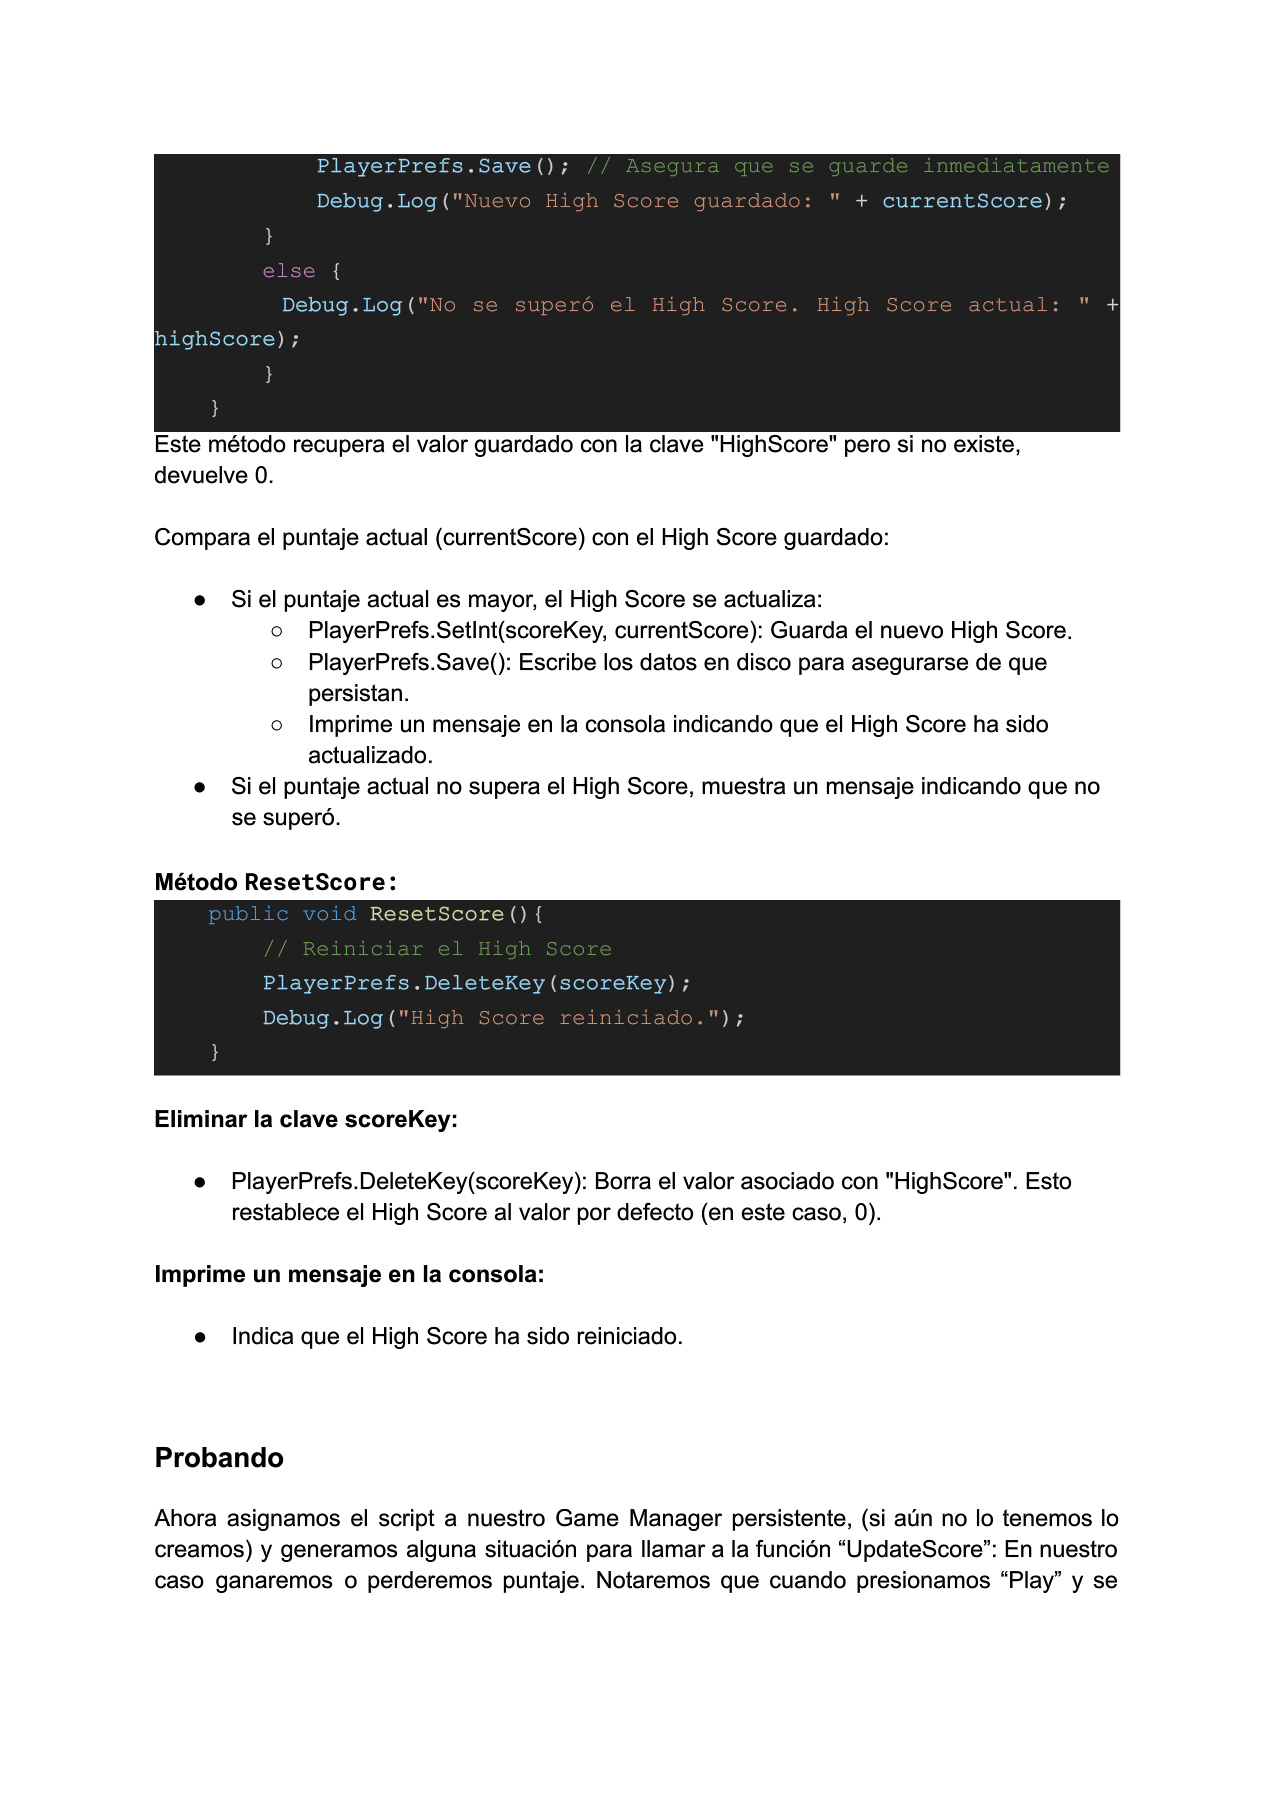 PlayerPrefs.Save(); // Asegura que se guarde inmediatamente
Debug.Log("Nuevo High Score guardado: " + currentScore);
}
else {
Debug.Log("No se superó el High Score. High Score actual: " +
highScore);
}
}
Este método recupera el valor guardado con la clave "HighScore" pero si no existe,
devuelve 0.
Compara el puntaje actual (currentScore) con el High Score guardado:
● Si el puntaje actual es mayor, el High Score se actualiza:
○ PlayerPrefs.SetInt(scoreKey, currentScore): Guarda el nuevo High Score.
○ PlayerPrefs.Save(): Escribe los datos en disco para asegurarse de que
persistan.
○ Imprime un mensaje en la consola indicando que el High Score ha sido
actualizado.
● Si el puntaje actual no supera el High Score, muestra un mensaje indicando que no
se superó.
Método ResetScore:
public void ResetScore(){
// Reiniciar el High Score
PlayerPrefs.DeleteKey(scoreKey);
Debug.Log("High Score reiniciado.");
}
Eliminar la clave scoreKey:
● PlayerPrefs.DeleteKey(scoreKey): Borra el valor asociado con "HighScore". Esto
restablece el High Score al valor por defecto (en este caso, 0).
Imprime un mensaje en la consola:
● Indica que el High Score ha sido reiniciado.
Probando
Ahora asignamos el script a nuestro Game Manager persistente, (si aún no lo tenemos lo
creamos) y generamos alguna situación para llamar a la función “UpdateScore”: En nuestro
caso ganaremos o perderemos puntaje. Notaremos que cuando presionamos “Play” y se